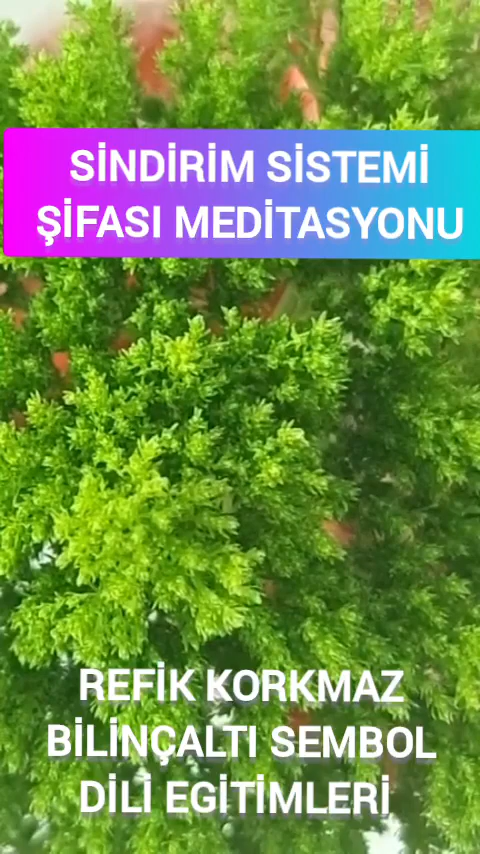 SİNDİRİM SİSTEMİ
ŞİFASI MEDİTASYONU
REFİK KORKMAZ
BİLİNÇALTI SEMBOL
DİLİ EGİTİMLERİ